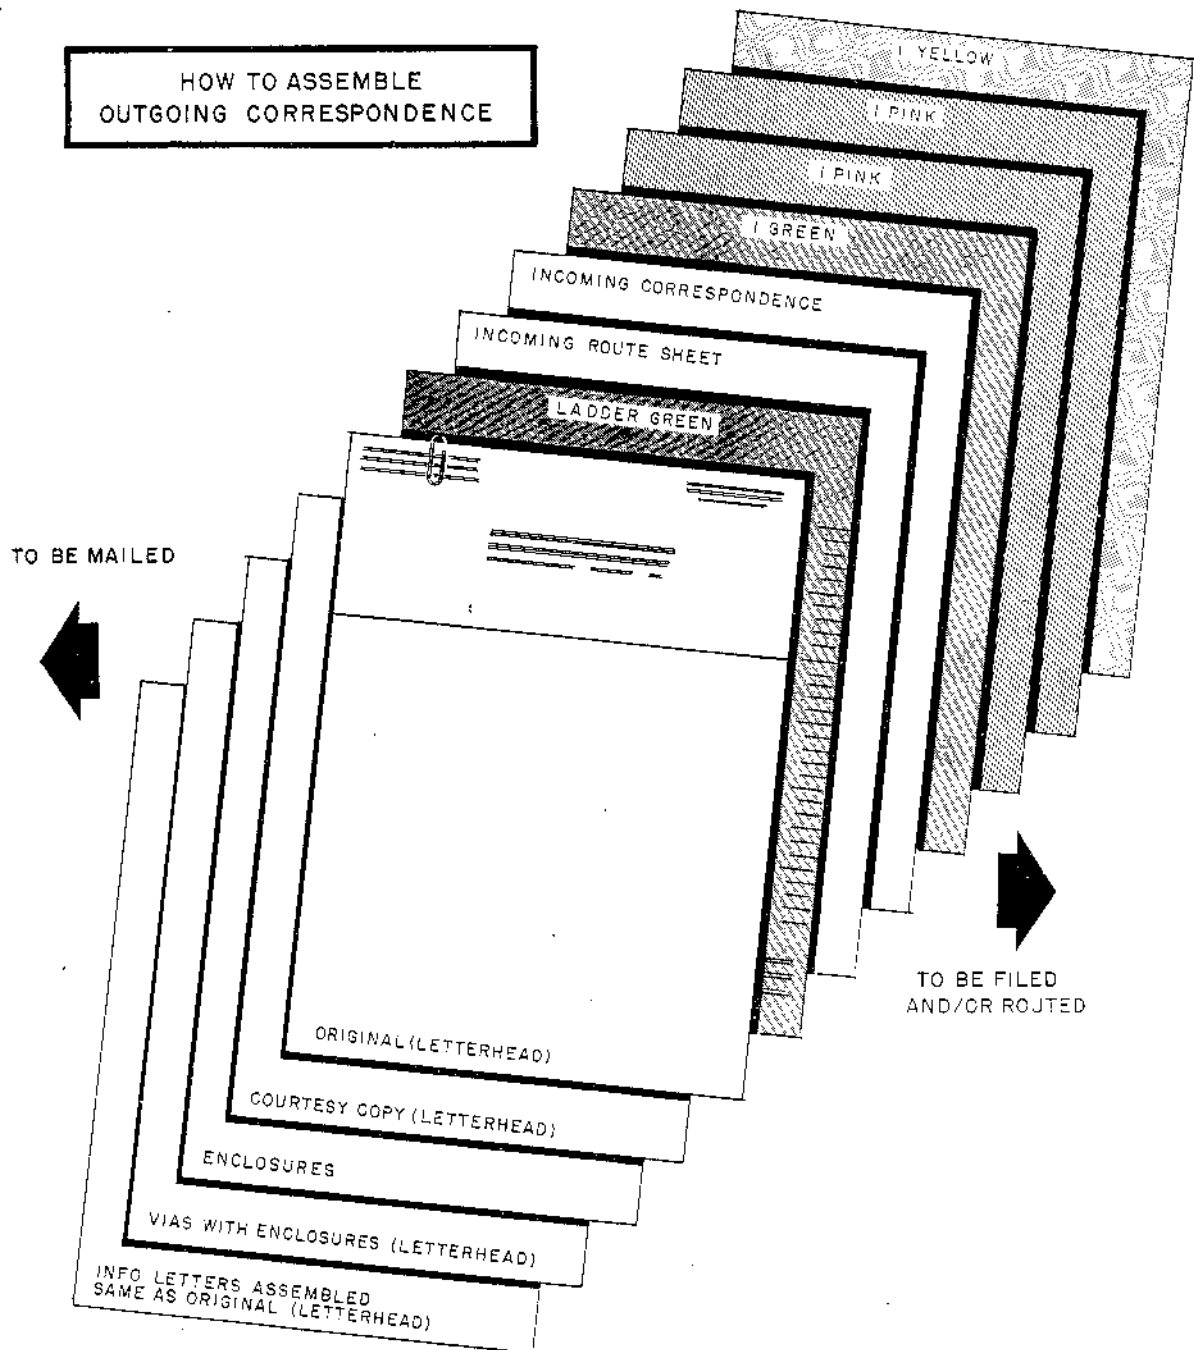 HOW TO ASSEMBLE
OUTGOING CORRESPONDENCE
1 YELLOW
1 PINK
1 PINK
1 GREEN
INCOMING CORRESPONDENCE
INCOMING ROUTE SHEET
LADDER GREEN
TO BE MAILED
TO BE FILED
AND/OR ROUTED
ORIGINAL (LETTERHEAD)
COURTESY COPY (LETTERHEAD)
ENCLOSURES
VIAS WITH ENCLOSURES (LETTERHEAD)
INFO LETTERS ASSEMBLED
SAME AS ORIGINAL (LETTERHEAD)